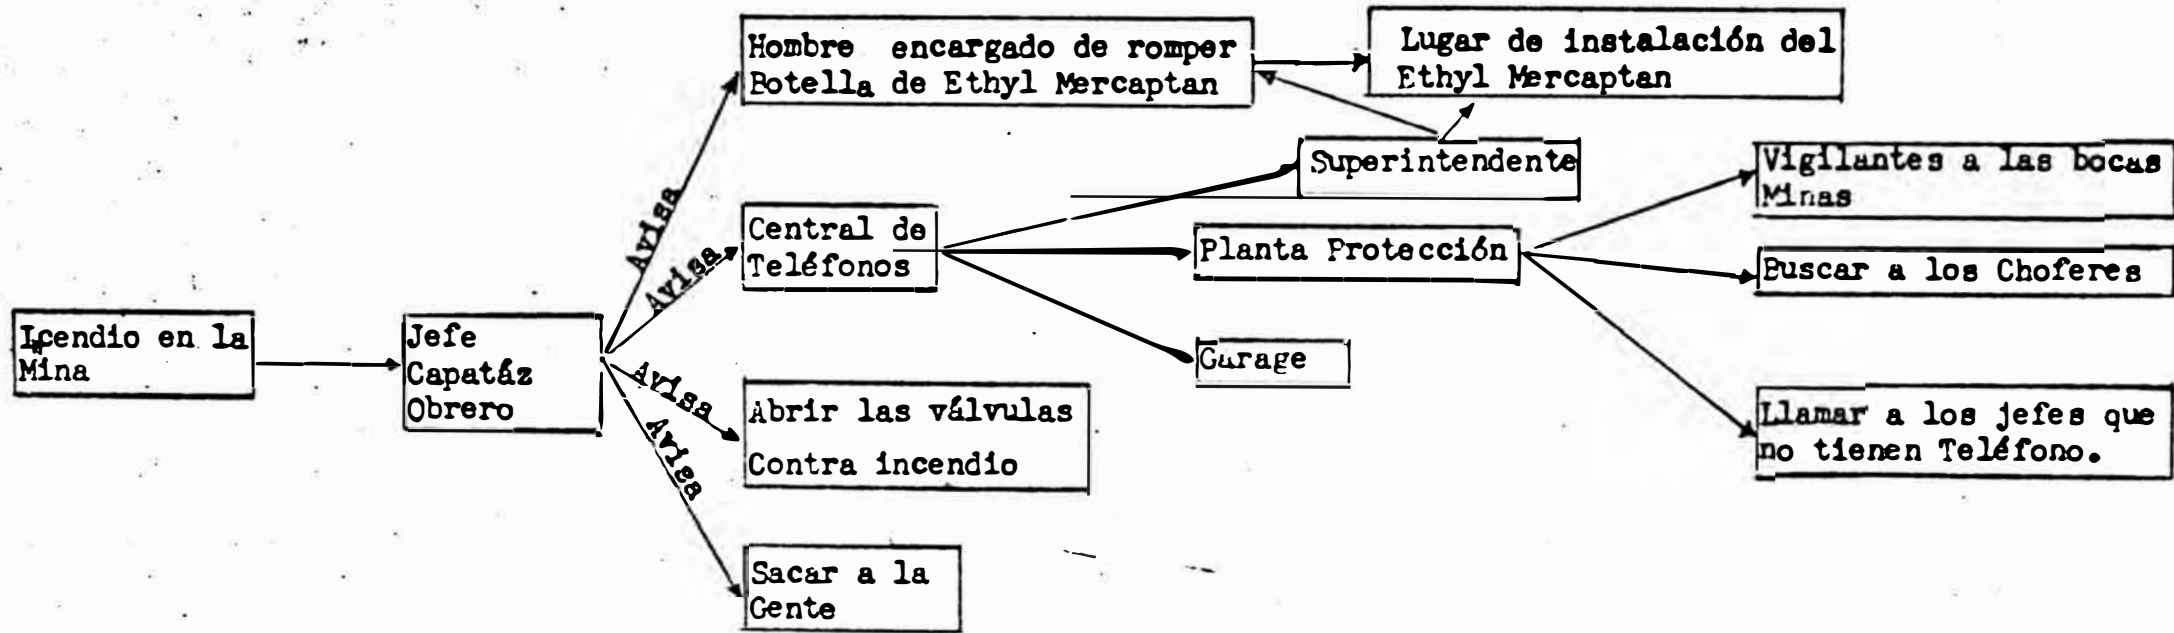 Incendio en la
Mina
Jefe
Capatáz
Obrero
Avisa
Avisa
Avisa
Avisa
Hombre encargado de romper
Botella de Ethyl Mercaptan
Central de
Teléfonos
Abrir las válvulas
Contra incendio
Sacar a la
Gente
Lugar de instalación del
Ethyl Mercaptan
Superintendente
Planta Protección
Garage
Vigilantes a las bocas
Minas
Buscar a los Choferes
Llamar a los jefes que
no tienen Teléfono.